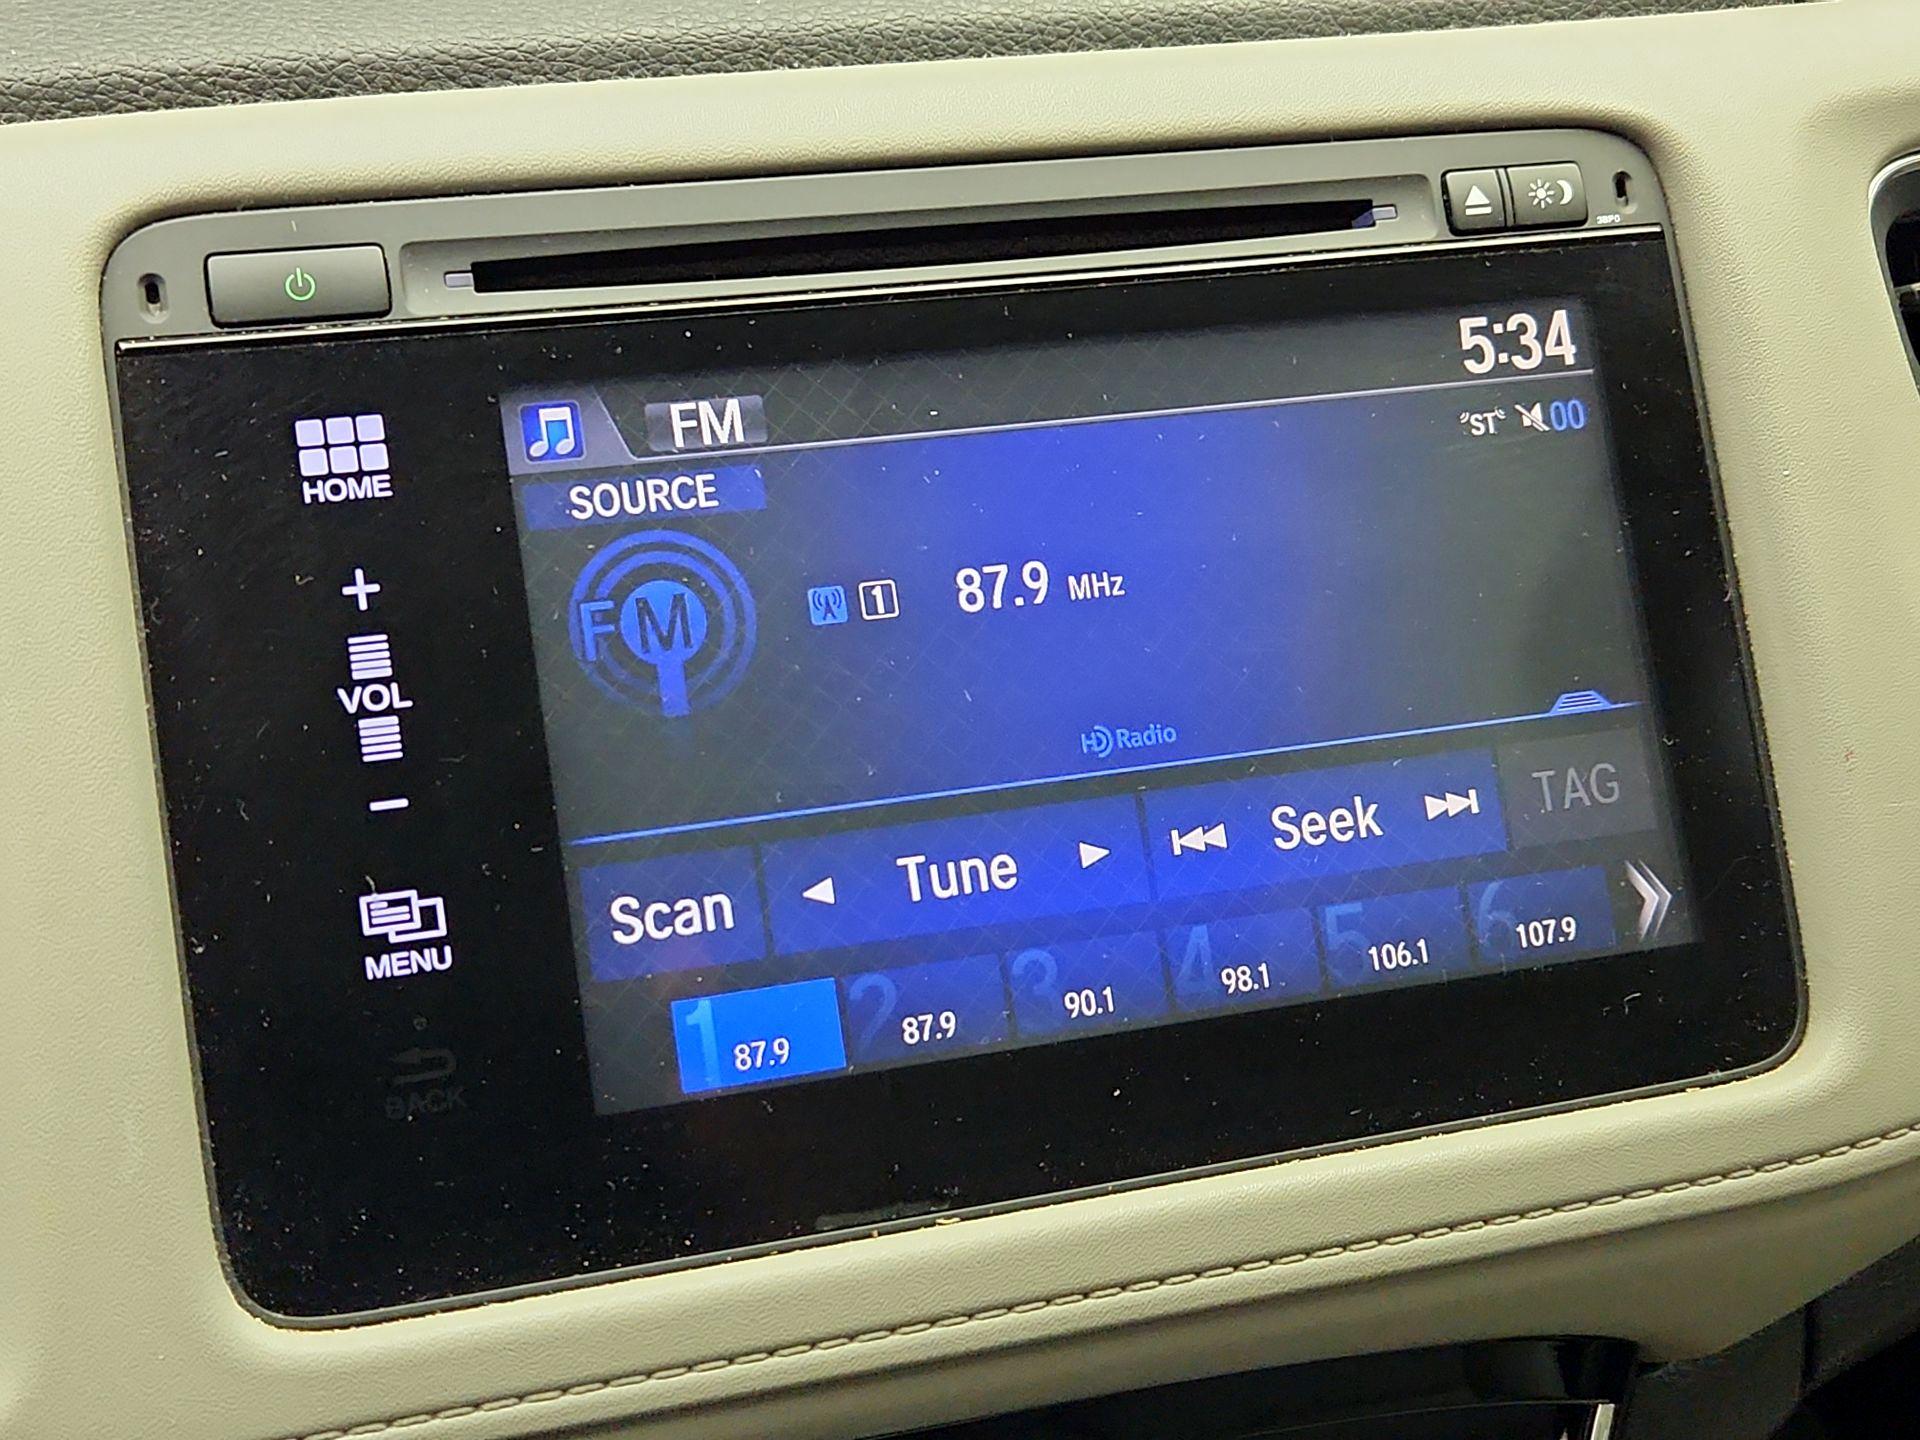 3BP0
5:34
FM
ST 00
HOME
SOURCE
FM
1 87.9 MHz
VOL
HD Radio
Scan Tune Seek TAG
MENU
1 87.9 2 87.9 3 90.1 4 98.1 5 106.1 6 107.9
BACK